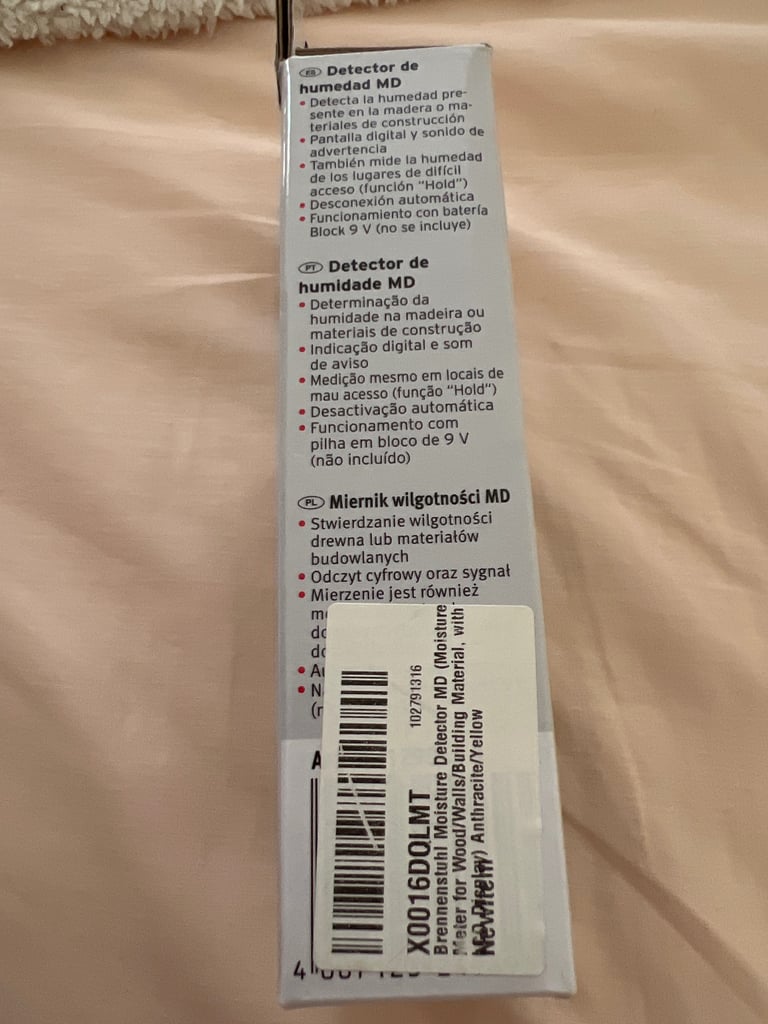 ES Detector de
humedad MD
• Detecta la humedad pre-
sente en la madera o ma-
teriales de construcción
• Pantalla digital y sonido de
advertencia
• También mide la humedad
de los lugares de difícil
acceso (función “Hold”)
• Desconexión automática
• Funcionamiento con batería
Block 9 V (no se incluye)
PT Detector de
humidade MD
• Determinação da
humidade na madeira ou
materiais de construção
• Indicação digital e som
de aviso
• Medição mesmo em locais de
mau acesso (função “Hold”)
• Desactivação automática
• Funcionamento com
pilha em bloco de 9 V
(não incluído)
PL Miernik wilgotności MD
• Stwierdzanie wilgotności
drewna lub materiałów
budowlanych
• Odczyt cyfrowy oraz sygnał
• Mierzenie jest również
102791316
X0016DQLMT
Brennenstuhl Moisture Detector MD (Moisture
Meter for Wood/Walls/Building Material, with
Display) Anthracite/Yellow
New Item
4